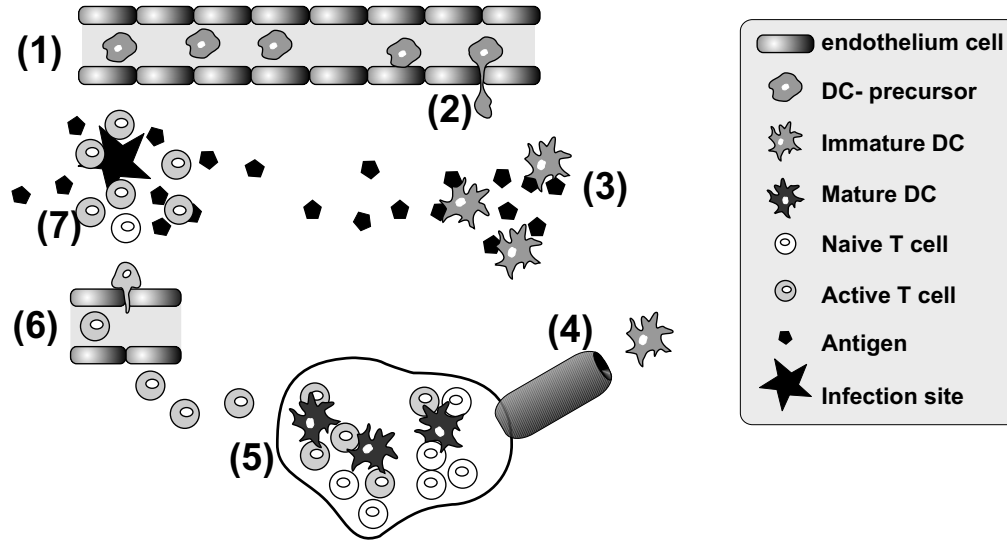 (1)
(2)
(3)
(7)
(6)
(4)
(5)
endothelium cell
DC- precursor
Immature DC
Mature DC
Naive T cell
Active T cell
Antigen
Infection site